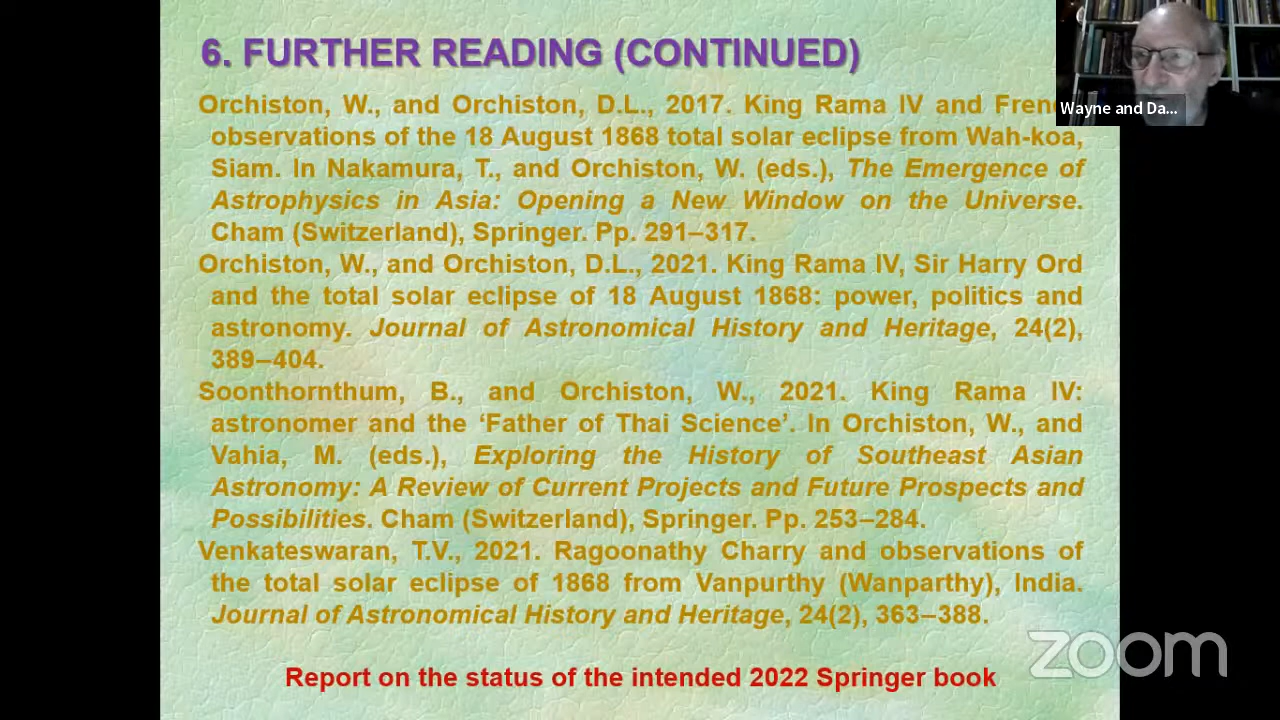 6. FURTHER READING (CONTINUED)
Orchiston, W., and Orchiston, D.L., 2017. King Rama IV and
observations of the 18 August 1868 total solar eclipse from Wah-koa,
Siam. In Nakamura, T., and Orchiston, W. (eds.), The Emergence of
Astrophysics in Asia: Opening a New Window on the Universe.
Cham (Switzerland), Springer. Pp. 291–317.
Orchiston, W., and Orchiston, D.L., 2021. King Rama IV, Sir Harry Ord
and the total solar eclipse of 18 August 1868: power, politics and
astronomy. Journal of Astronomical History and Heritage, 24(2),
389–404.
Soonthornthum, B., and Orchiston, W., 2021. King Rama IV:
astronomer and the ‘Father of Thai Science’. In Orchiston, W., and
Vahia, M. (eds.), Exploring the History of Southeast Asian
Astronomy: A Review of Current Projects and Future Prospects and
Possibilities. Cham (Switzerland), Springer. Pp. 253–284.
Venkateswaran, T.V., 2021. Ragoonathy Charry and observations of
the total solar eclipse of 1868 from Vanpurthy (Wanparthy), India.
Journal of Astronomical History and Heritage, 24(2), 363–388.
Report on the status of the intended 2022 Springer book
Wayne and Da...
zoom